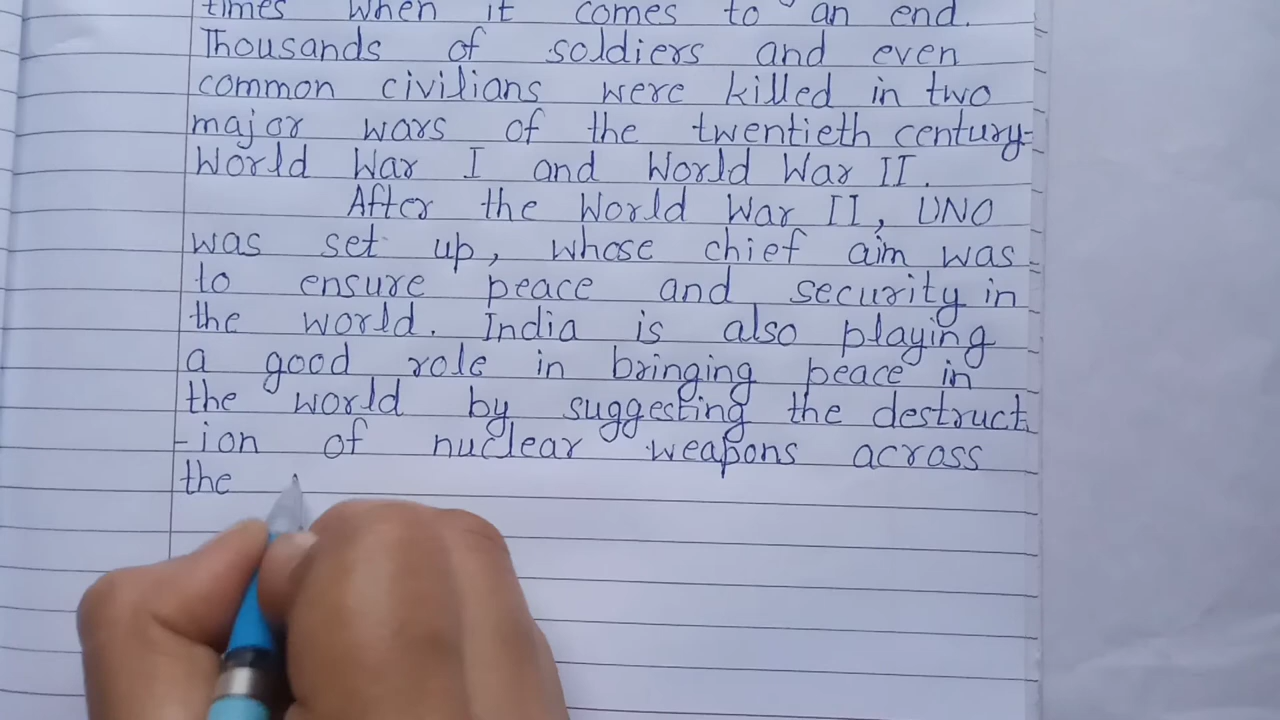 times when it comes to an end.
Thousands of soldiers and even
common civilians were killed in two
major wars of the twentieth century-
World War I and World War II.
After the World War II, UNO
was set up, whose chief aim was
to ensure peace and security in
the world. India is also playing
a good role in bringing peace in
the world by suggesting the destruct
-ion of nuclear weapons across
the